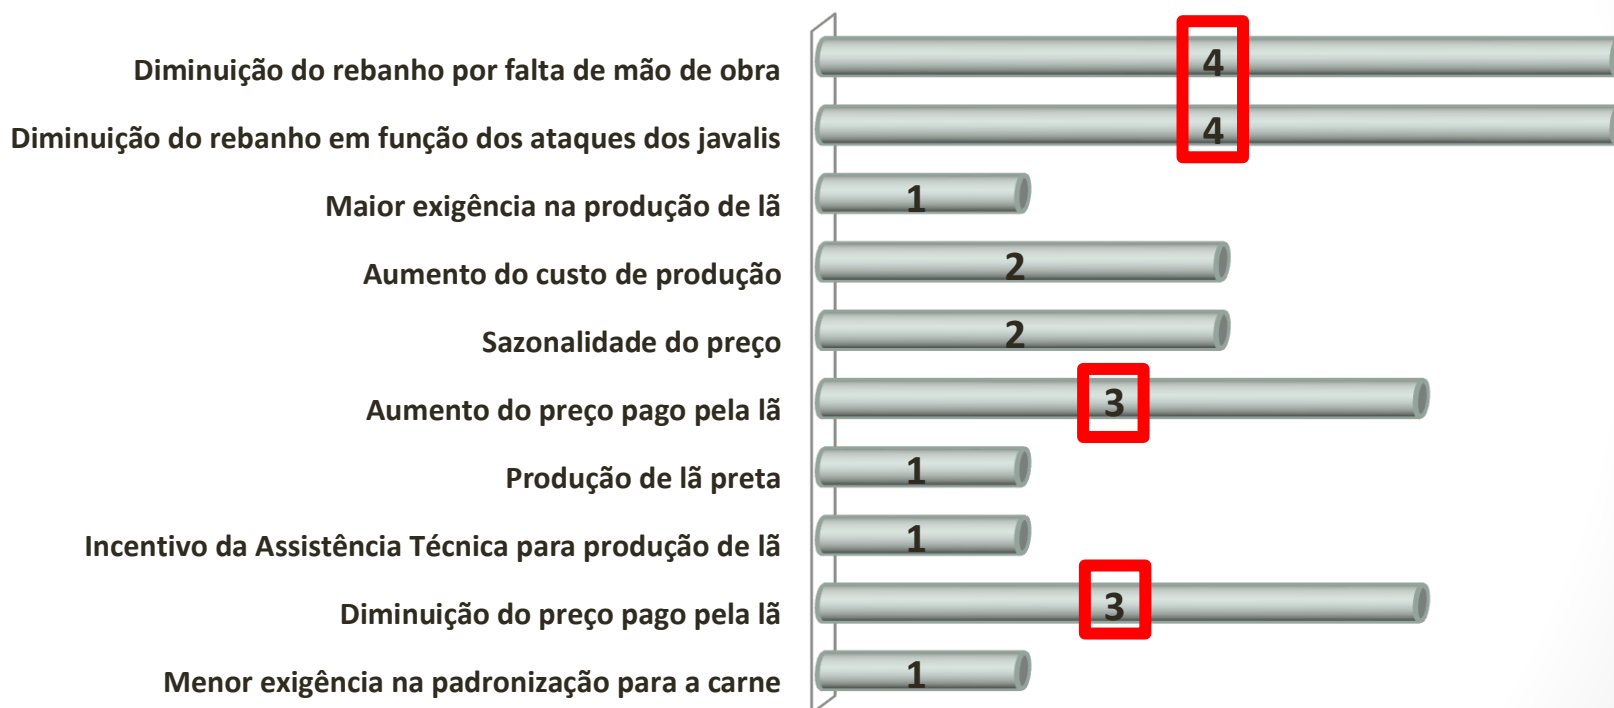 Diminuição do rebanho por falta de mão de obra 4
Diminuição do rebanho em função dos ataques dos javalis 4
Maior exigência na produção de lã 1
Aumento do custo de produção 2
Sazonalidade do preço 2
Aumento do preço pago pela lã 3
Produção de lã preta 1
Incentivo da Assistência Técnica para produção de lã 1
Diminuição do preço pago pela lã 3
Menor exigência na padronização para a carne 1